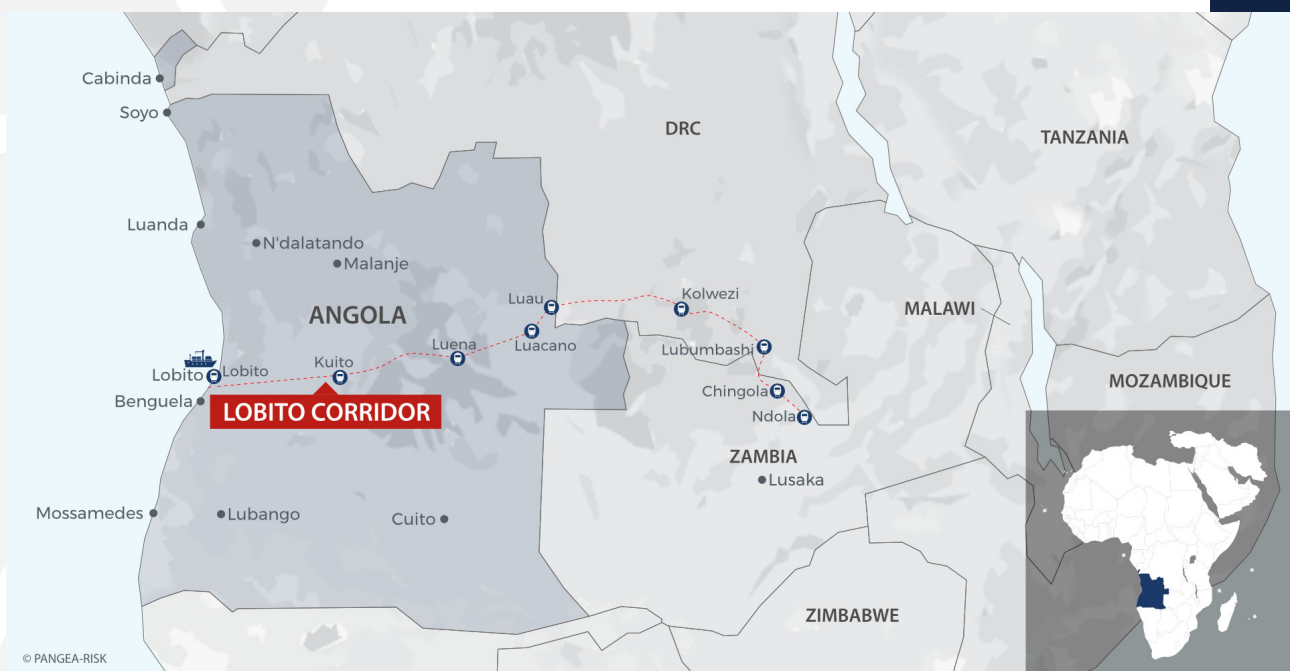 Cabinda
Soyo
DRC
TANZANIA
Luanda
N'dalatando
Malanje
Luau
Kolwezi
ANGOLA
MALAWI
Luacano
Luena
Lubumbashi
Kuito
Lobito
Lobito
MOZAMBIQUE
Chingola
Benguela
LOBITO CORRIDOR
Ndola
ZAMBIA
Lusaka
Mossamedes
Lubango
Cuito
ZIMBABWE
© PANGEA-RISK